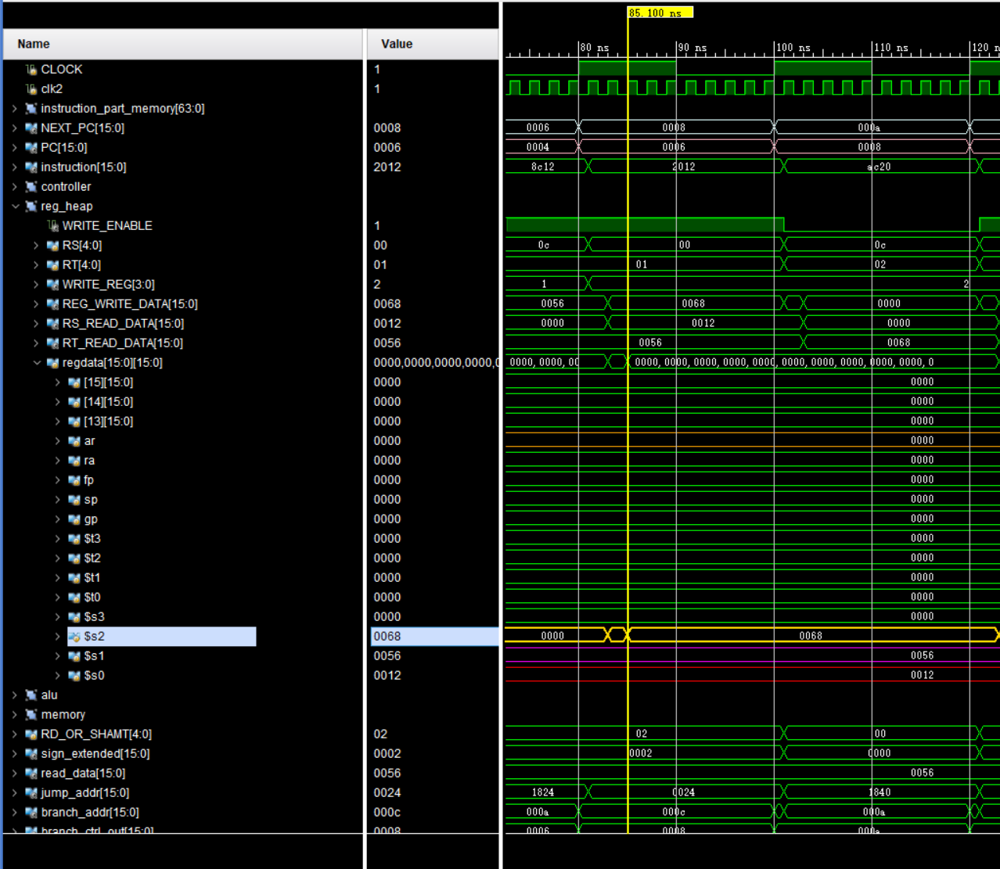 85.100 ns
Name Value 80 ns 90 ns 100 ns 110 ns 120 n
CLOCK 1
clk2 1
instruction_part_memory[63:0]
NEXT_PC[15:0] 0008 0006 0008 000a
PC[15:0] 0006 0004 0006 0008
instruction[15:0] 2012 8c12 2012 ac20
controller
reg_heap
WRITE_ENABLE 1
RS[4:0] 00 0c 00 0c
RT[4:0] 01 01 02
WRITE_REG[3:0] 2 1 2
REG_WRITE_DATA[15:0] 0068 0056 0068 0000
RS_READ_DATA[15:0] 0012 0000 0012 0000
RT_READ_DATA[15:0] 0056 0056 0068
regdata[15:0][15:0] 0000,0000,0000,0000,0 0000,0000,00 0000,0000,0000,0000,0000,0000,0000,0000,0000,0000,0
[15][15:0] 0000 0000
[14][15:0] 0000 0000
[13][15:0] 0000 0000
ar 0000 0000
ra 0000 0000
fp 0000 0000
sp 0000 0000
gp 0000 0000
$t3 0000 0000
$t2 0000 0000
$t1 0000 0000
$t0 0000 0000
$s3 0000 0000
$s2 0068 0000 0068
$s1 0056 0056
$s0 0012 0012
alu
memory
RD_OR_SHAMT[4:0] 02 02 00
sign_extended[15:0] 0002 0002 0000
read_data[15:0] 0056 0056
jump_addr[15:0] 0024 1824 0024 1840
branch_addr[15:0] 000c 000a 000c 000a
branch_ctrl_out[15:0] 0008 0006 0008 000a